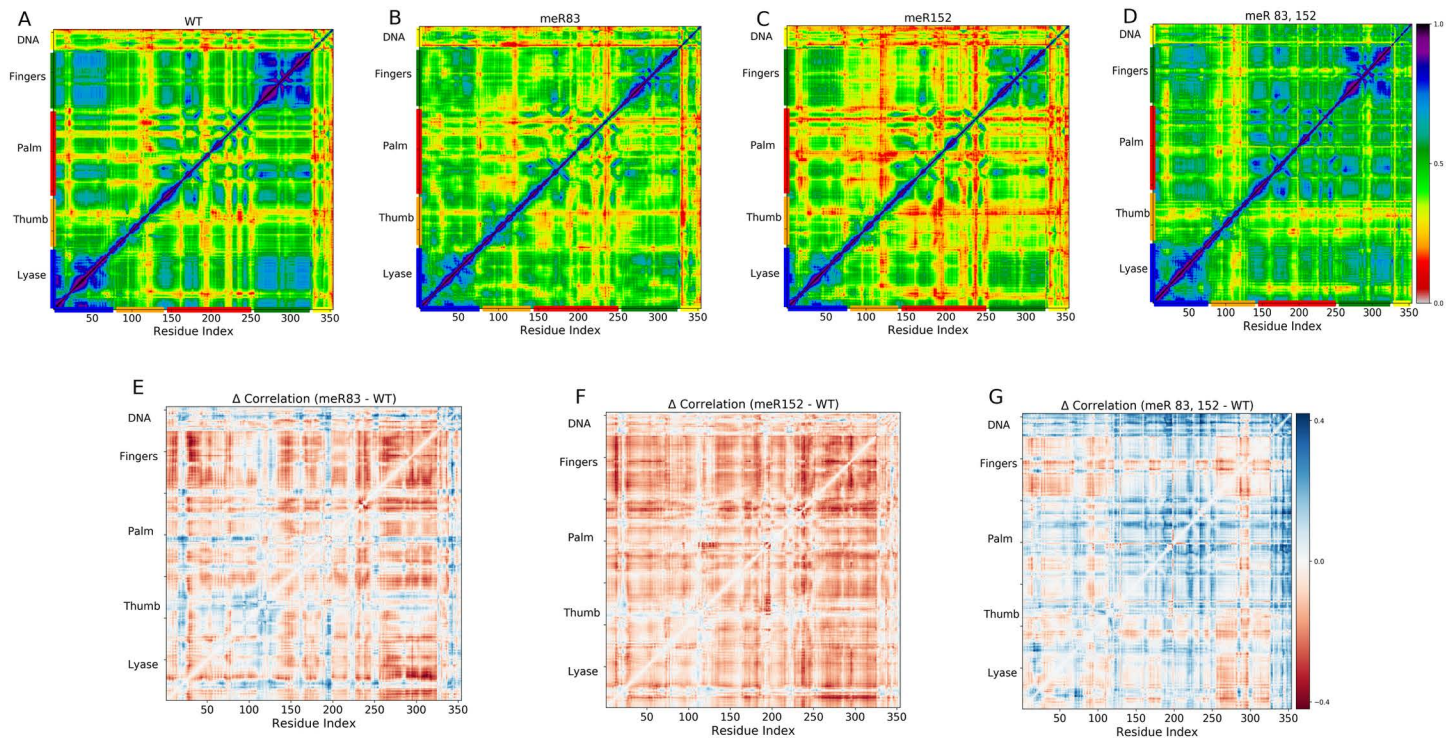 A
WT
DNA
Fingers
Palm
Thumb
Lyase
50 100 150 200 250 300 350
Residue Index
B
meR83
DNA
Fingers
Palm
Thumb
Lyase
50 100 150 200 250 300 350
Residue Index
C
meR152
DNA
Fingers
Palm
Thumb
Lyase
50 100 150 200 250 300 350
Residue Index
D
meR 83, 152
DNA
Fingers
Palm
Thumb
Lyase
50 100 150 200 250 300 350
Residue Index
1.0
0.5
0.0
E
Δ Correlation (meR83 - WT)
DNA
Fingers
Palm
Thumb
Lyase
50 100 150 200 250 300 350
Residue Index
F
Δ Correlation (meR152 - WT)
DNA
Fingers
Palm
Thumb
Lyase
50 100 150 200 250 300 350
Residue Index
G
Δ Correlation (meR 83, 152 - WT)
DNA
Fingers
Palm
Thumb
Lyase
50 100 150 200 250 300 350
Residue Index
0.4
0.0
−0.4